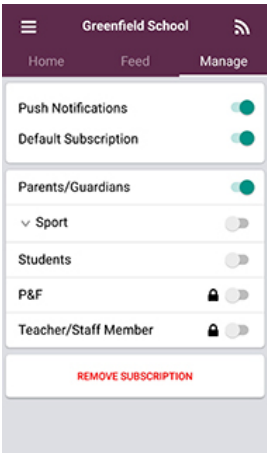 Greenfield School
Home Feed Manage
Push Notifications
Default Subscription
Parents/Guardians
Sport
Students
P&F
Teacher/Staff Member
REMOVE SUBSCRIPTION